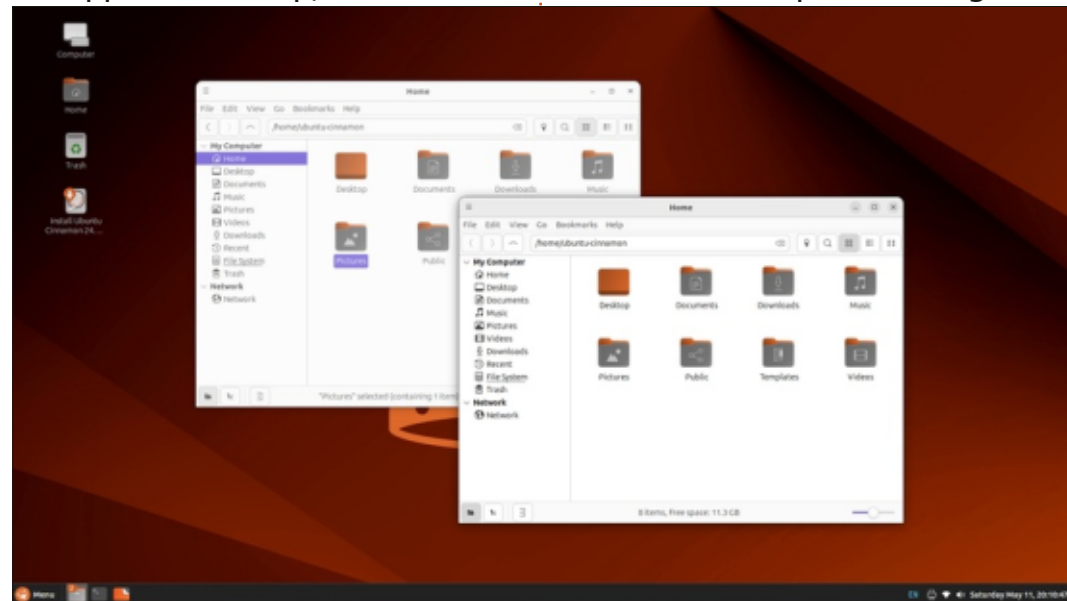 Computer
Home
Trash
Install Ubuntu
Cinnamon 24....
Home
File Edit View Go Bookmarks Help
/home/ubuntu-cinnamon
My Computer
Home
Desktop
Documents
Music
Pictures
Videos
Downloads
Recent
File System
Trash
Network
Network
Desktop Documents Downloads Music
Pictures Public
"Pictures" selected (containing 1 item
Home
File Edit View Go Bookmarks Help
/home/ubuntu-cinnamon
My Computer
Home
Desktop
Documents
Music
Pictures
Videos
Downloads
Recent
File System
Trash
Network
Network
Desktop Documents Downloads Music
Pictures Public Templates Videos
8 items, Free space: 11.3 GB
Menu
EN Saturday May 11, 20:10:47